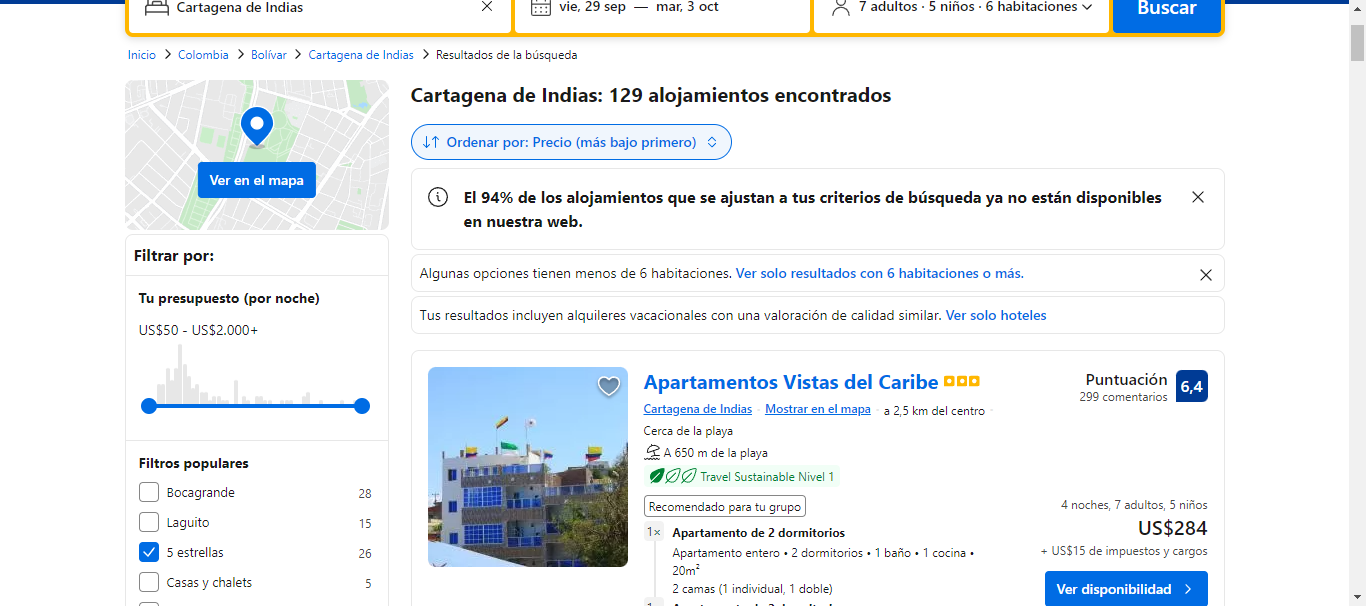 Cartagena de Indias
vie, 29 sep — mar, 3 oct
7 adultos · 5 niños · 6 habitaciones
Buscar
Inicio > Colombia > Bolívar > Cartagena de Indias > Resultados de la búsqueda
Ver en el mapa
Filtrar por:
Tu presupuesto (por noche)
US$50 - US$2.000+
Filtros populares
Bocagrande 28
Laguito 15
5 estrellas 26
Casas y chalets 5
Cartagena de Indias: 129 alojamientos encontrados
Ordenar por: Precio (más bajo primero)
El 94% de los alojamientos que se ajustan a tus criterios de búsqueda ya no están disponibles
en nuestra web.
Algunas opciones tienen menos de 6 habitaciones. Ver solo resultados con 6 habitaciones o más.
Tus resultados incluyen alquileres vacacionales con una valoración de calidad similar. Ver solo hoteles
Apartamentos Vistas del Caribe
Cartagena de Indias · Mostrar en el mapa · a 2,5 km del centro ·
Cerca de la playa
A 650 m de la playa
Travel Sustainable Nivel 1
Recomendado para tu grupo
1× Apartamento de 2 dormitorios
Apartamento entero • 2 dormitorios • 1 baño • 1 cocina •
20m²
2 camas (1 individual, 1 doble)
Puntuación
299 comentarios
6,4
4 noches, 7 adultos, 5 niños
US$284
+ US$15 de impuestos y cargos
Ver disponibilidad